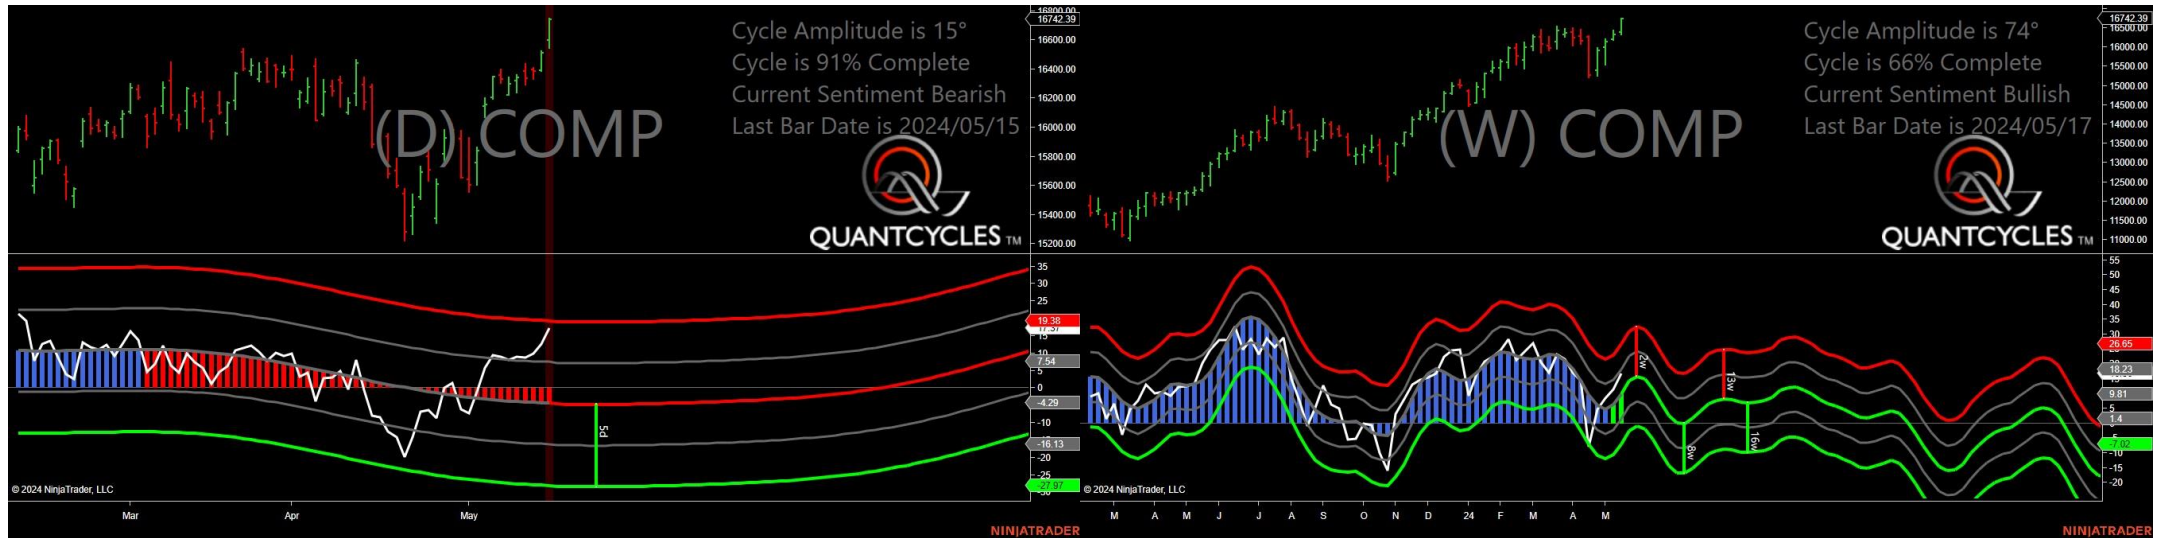 Cycle Amplitude is 15°
Cycle is 91% Complete
Current Sentiment Bearish
Last Bar Date is 2024/05/15
(D) COMP
QUANTCYCLES TM
16800.00
16742.39
16600.00
16400.00
16200.00
16000.00
15800.00
15600.00
15400.00
15200.00
35
30
25
19.38
15
10
7.54
5
0
-4.29
-10
-16.13
-20
-25
-27.97
5d
© 2024 NinjaTrader, LLC
Mar Apr May
NINJATRADER
Cycle Amplitude is 74°
Cycle is 66% Complete
Current Sentiment Bullish
Last Bar Date is 2024/05/17
(W) COMP
QUANTCYCLES TM
16742.39
16500.00
15500.00
15000.00
14500.00
14000.00
13500.00
13000.00
12500.00
12000.00
11500.00
11000.00
55
50
45
40
35
30
26.65
18.23
9.81
5
1.4
-7.02
-10
-15
-20
2w
8w
13w
16w
© 2024 NinjaTrader, LLC
M A M J J A S O N D 24 F M A M
NINJATRADER